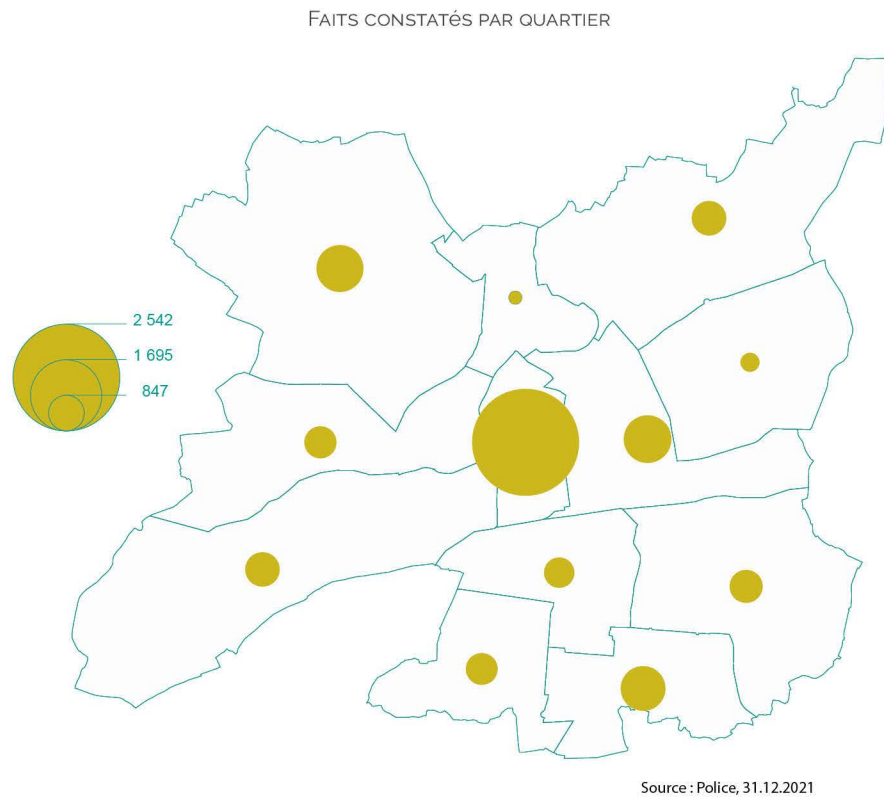 Faits constatés par quartier
2 542
1 695
847
Source : Police, 31.12.2021